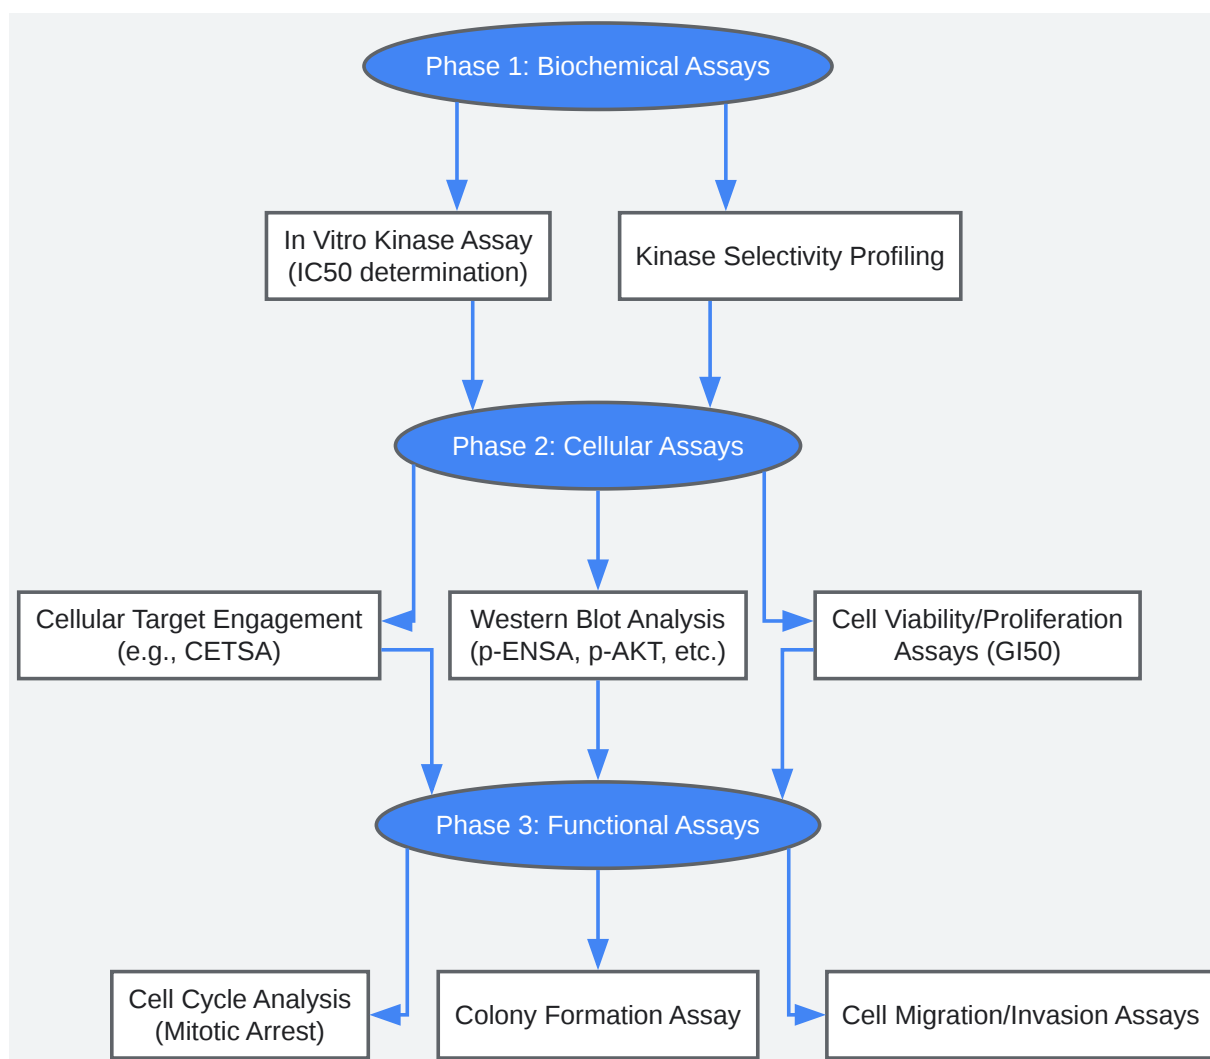 Phase 1: Biochemical Assays
In Vitro Kinase Assay
(IC50 determination)
Kinase Selectivity Profiling
Phase 2: Cellular Assays
Cellular Target Engagement
(e.g., CETSA)
Western Blot Analysis
(p-ENSA, p-AKT, etc.)
Cell Viability/Proliferation
Assays (GI50)
Phase 3: Functional Assays
Cell Cycle Analysis
(Mitotic Arrest)
Colony Formation Assay
Cell Migration/Invasion Assays